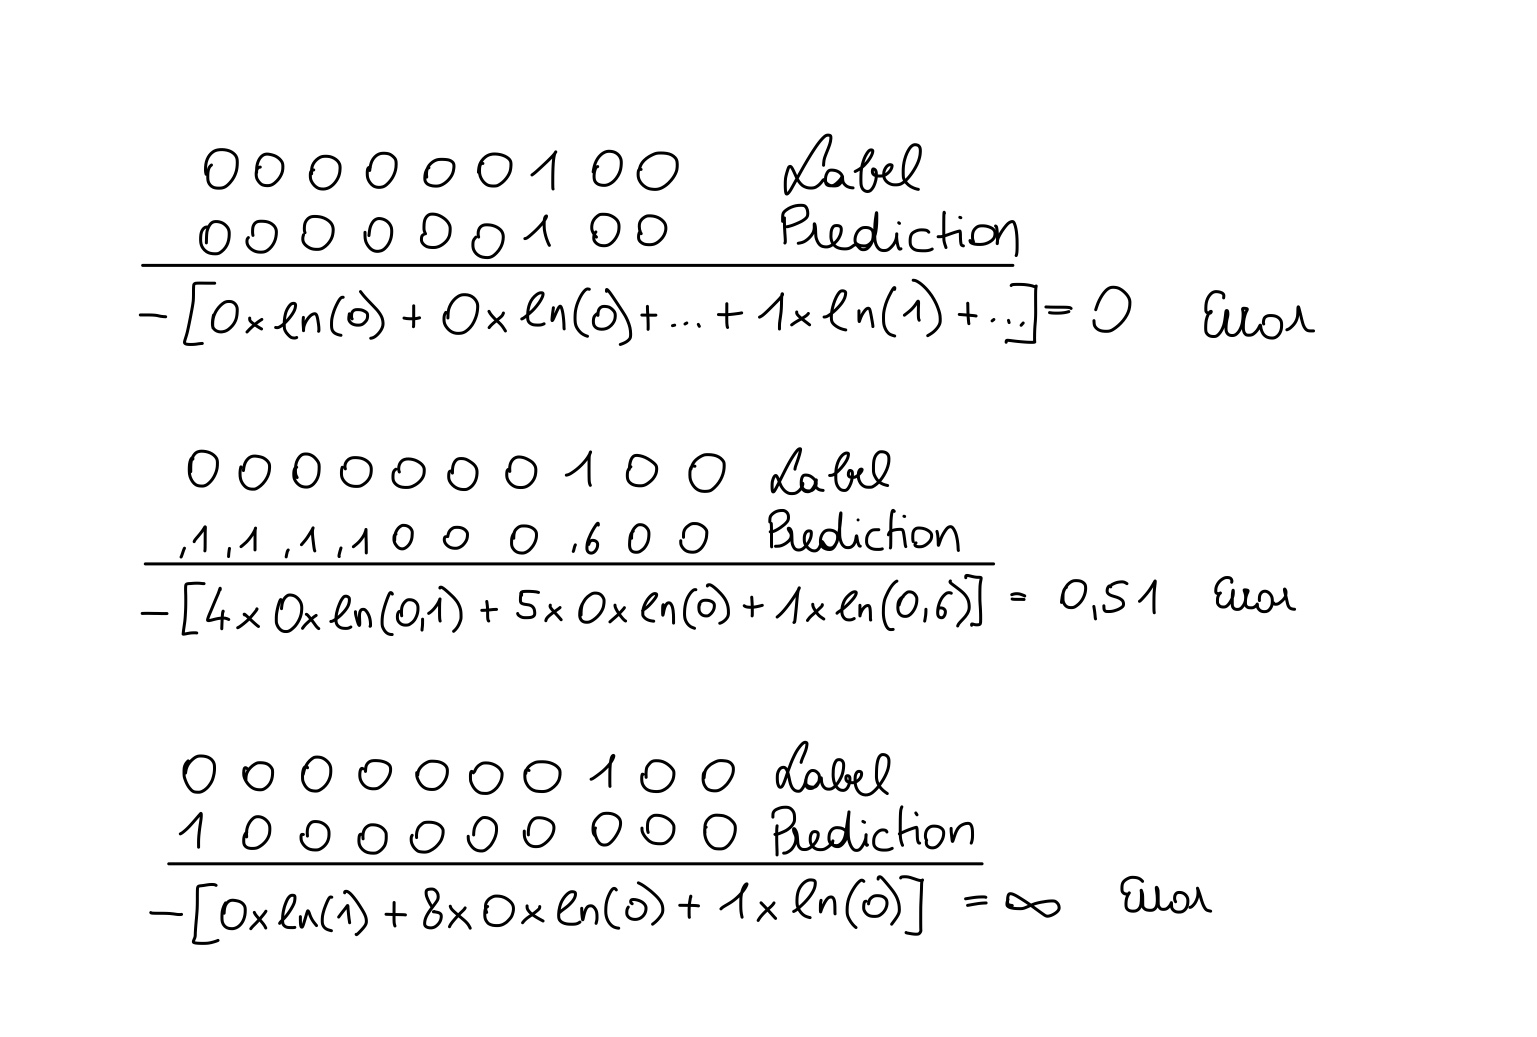 0 0 0 0 0 0 1 0 0 Label
0 0 0 0 0 0 1 0 0 Prediction
- [0 x ln(0) + 0 x ln(0) + ... + 1 x ln(1) + ...] = 0 Error
0 0 0 0 0 0 0 1 0 0 Label
,1 ,1 ,1 ,1 0 0 0 ,6 0 0 Prediction
- [4 x 0 x ln(0,1) + 5 x 0 x ln(0) + 1 x ln(0,6)] = 0,51 Error
0 0 0 0 0 0 0 1 0 0 Label
1 0 0 0 0 0 0 0 0 0 Prediction
- [0 x ln(1) + 8 x 0 x ln(0) + 1 x ln(0)] = ∞ Error